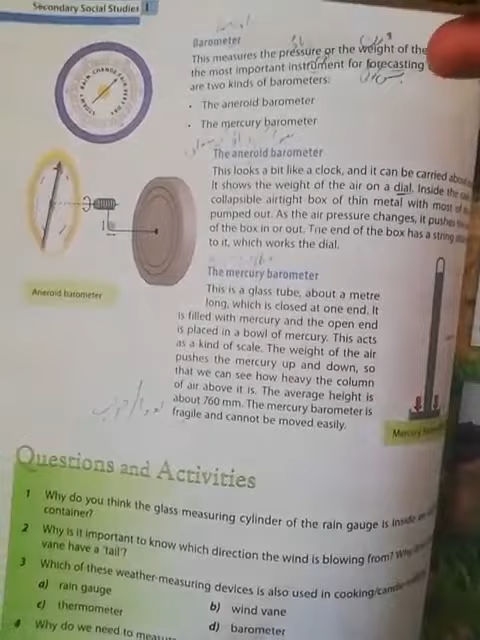 Secondary Social Studies 1
Barometer
This measures the pressure or the weight of the
the most important instrument for forecasting
are two kinds of barometers:
• The aneroid barometer
• The mercury barometer
The aneroid barometer
This looks a bit like a clock, and it can be carried about
It shows the weight of the air on a dial. Inside the
collapsible airtight box of thin metal with most of
pumped out. As the air pressure changes, it pushes the
of the box in or out. The end of the box has a string
to it, which works the dial.
Aneroid barometer
The mercury barometer
This is a glass tube, about a metre
long, which is closed at one end. It
is filled with mercury and the open end
is placed in a bowl of mercury. This acts
as a kind of scale. The weight of the air
pushes the mercury up and down, so
that we can see how heavy the column
of air above it is. The average height is
about 760 mm. The mercury barometer is
fragile and cannot be moved easily.
Mercury
Questions and Activities
1 Why do you think the glass measuring cylinder of the rain gauge is inside
container?
2 Why is it important to know which direction the wind is blowing from?
vane have a 'tail'?
3 Which of these weather-measuring devices is also used in cooking/
a) rain gauge
b) wind vane
c) thermometer
d) barometer
4 Why do we need to measure